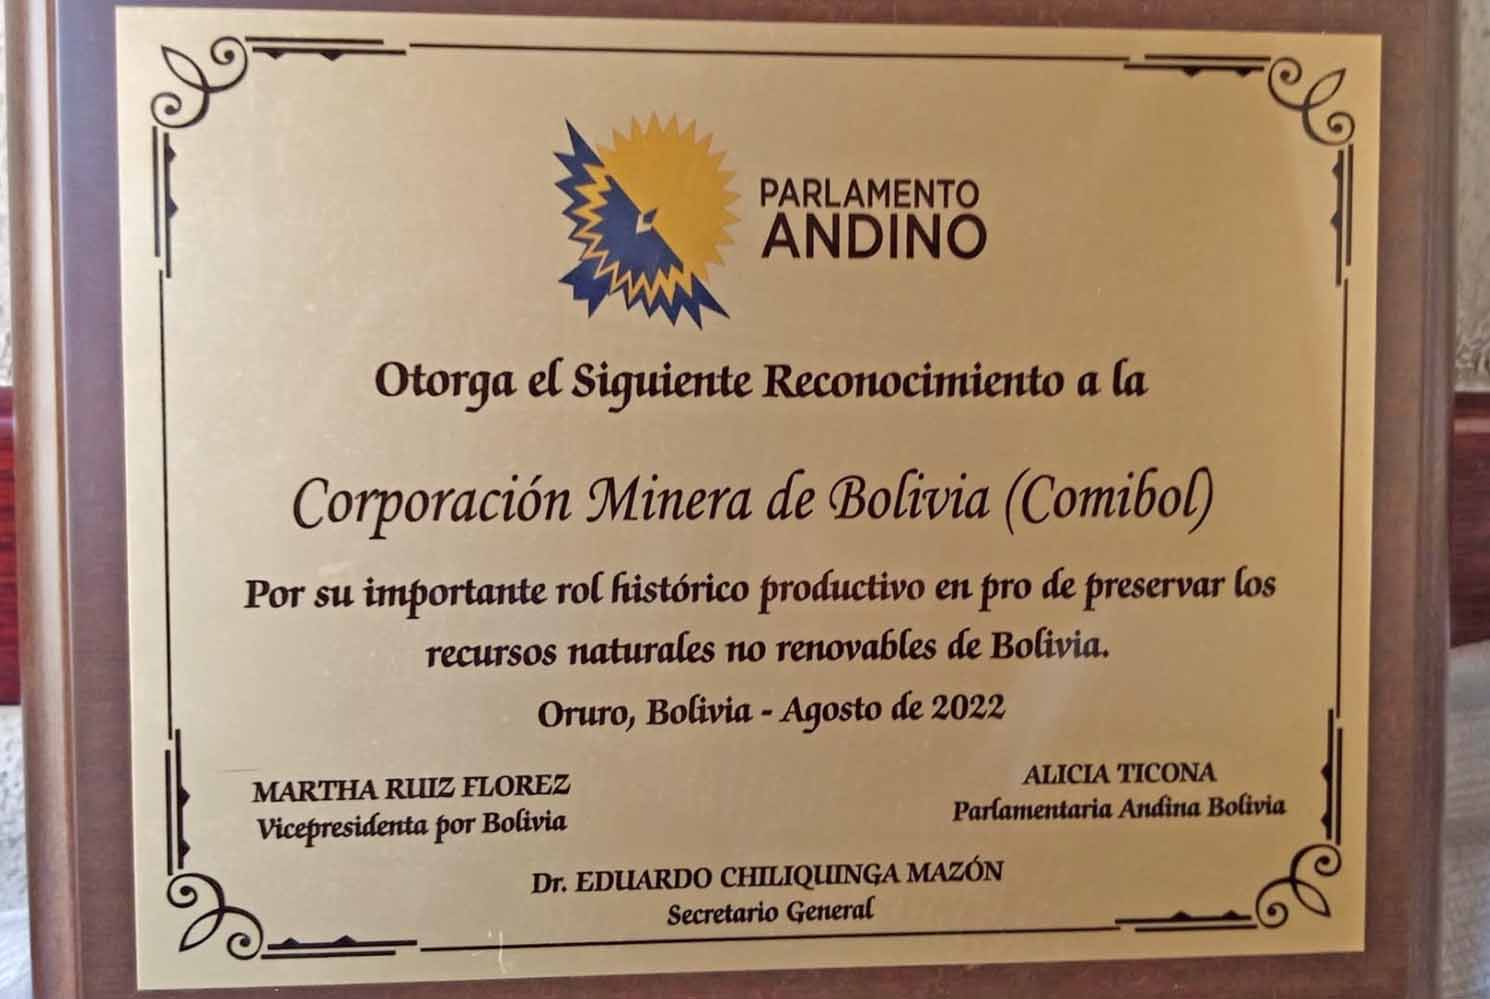 PARLAMENTO
ANDINO
Otorga el Siguiente Reconocimiento a la
Corporación Minera de Bolivia (Comibol)
Por su importante rol histórico productivo en pro de preservar los
recursos naturales no renovables de Bolivia.
Oruro, Bolivia - Agosto de 2022
MARTHA RUIZ FLOREZ
Vicepresidenta por Bolivia
ALICIA TICONA
Parlamentaria Andina Bolivia
Dr. EDUARDO CHILIQUINGA MAZÓN
Secretario General